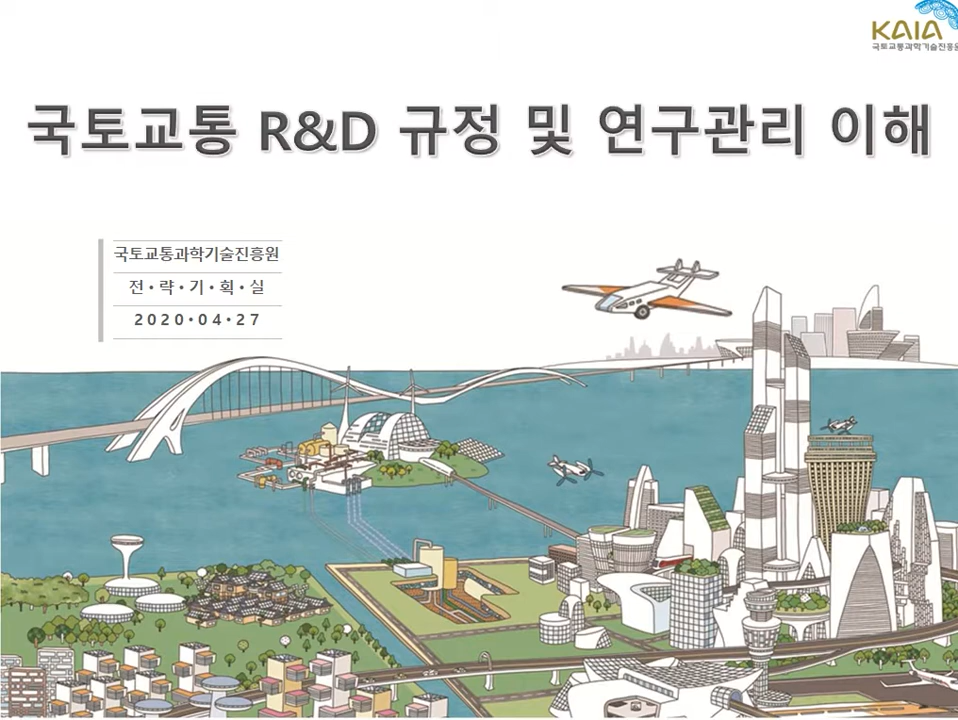 KAIA
국토교통과학기술진흥원
국토교통 R&D 규정 및 연구관리 이해
국토교통과학기술진흥원
전·략·기·획·실
2020·04·27